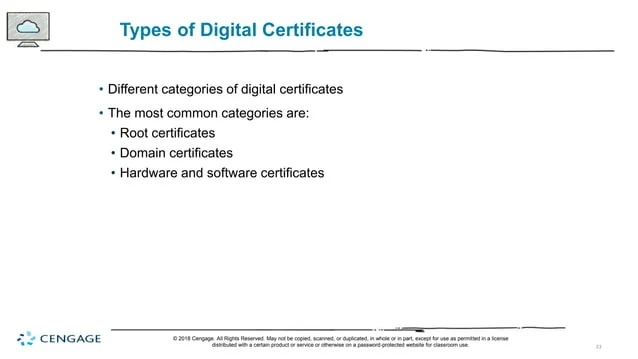 Types of Digital Certificates
• Different categories of digital certificates
• The most common categories are:
• Root certificates
• Domain certificates
• Hardware and software certificates
CENGAGE
© 2018 Cengage. All Rights Reserved. May not be copied, scanned, or duplicated, in whole or in part, except for use as permitted in a license
distributed with a certain product or service or otherwise on a password-protected website for classroom use.